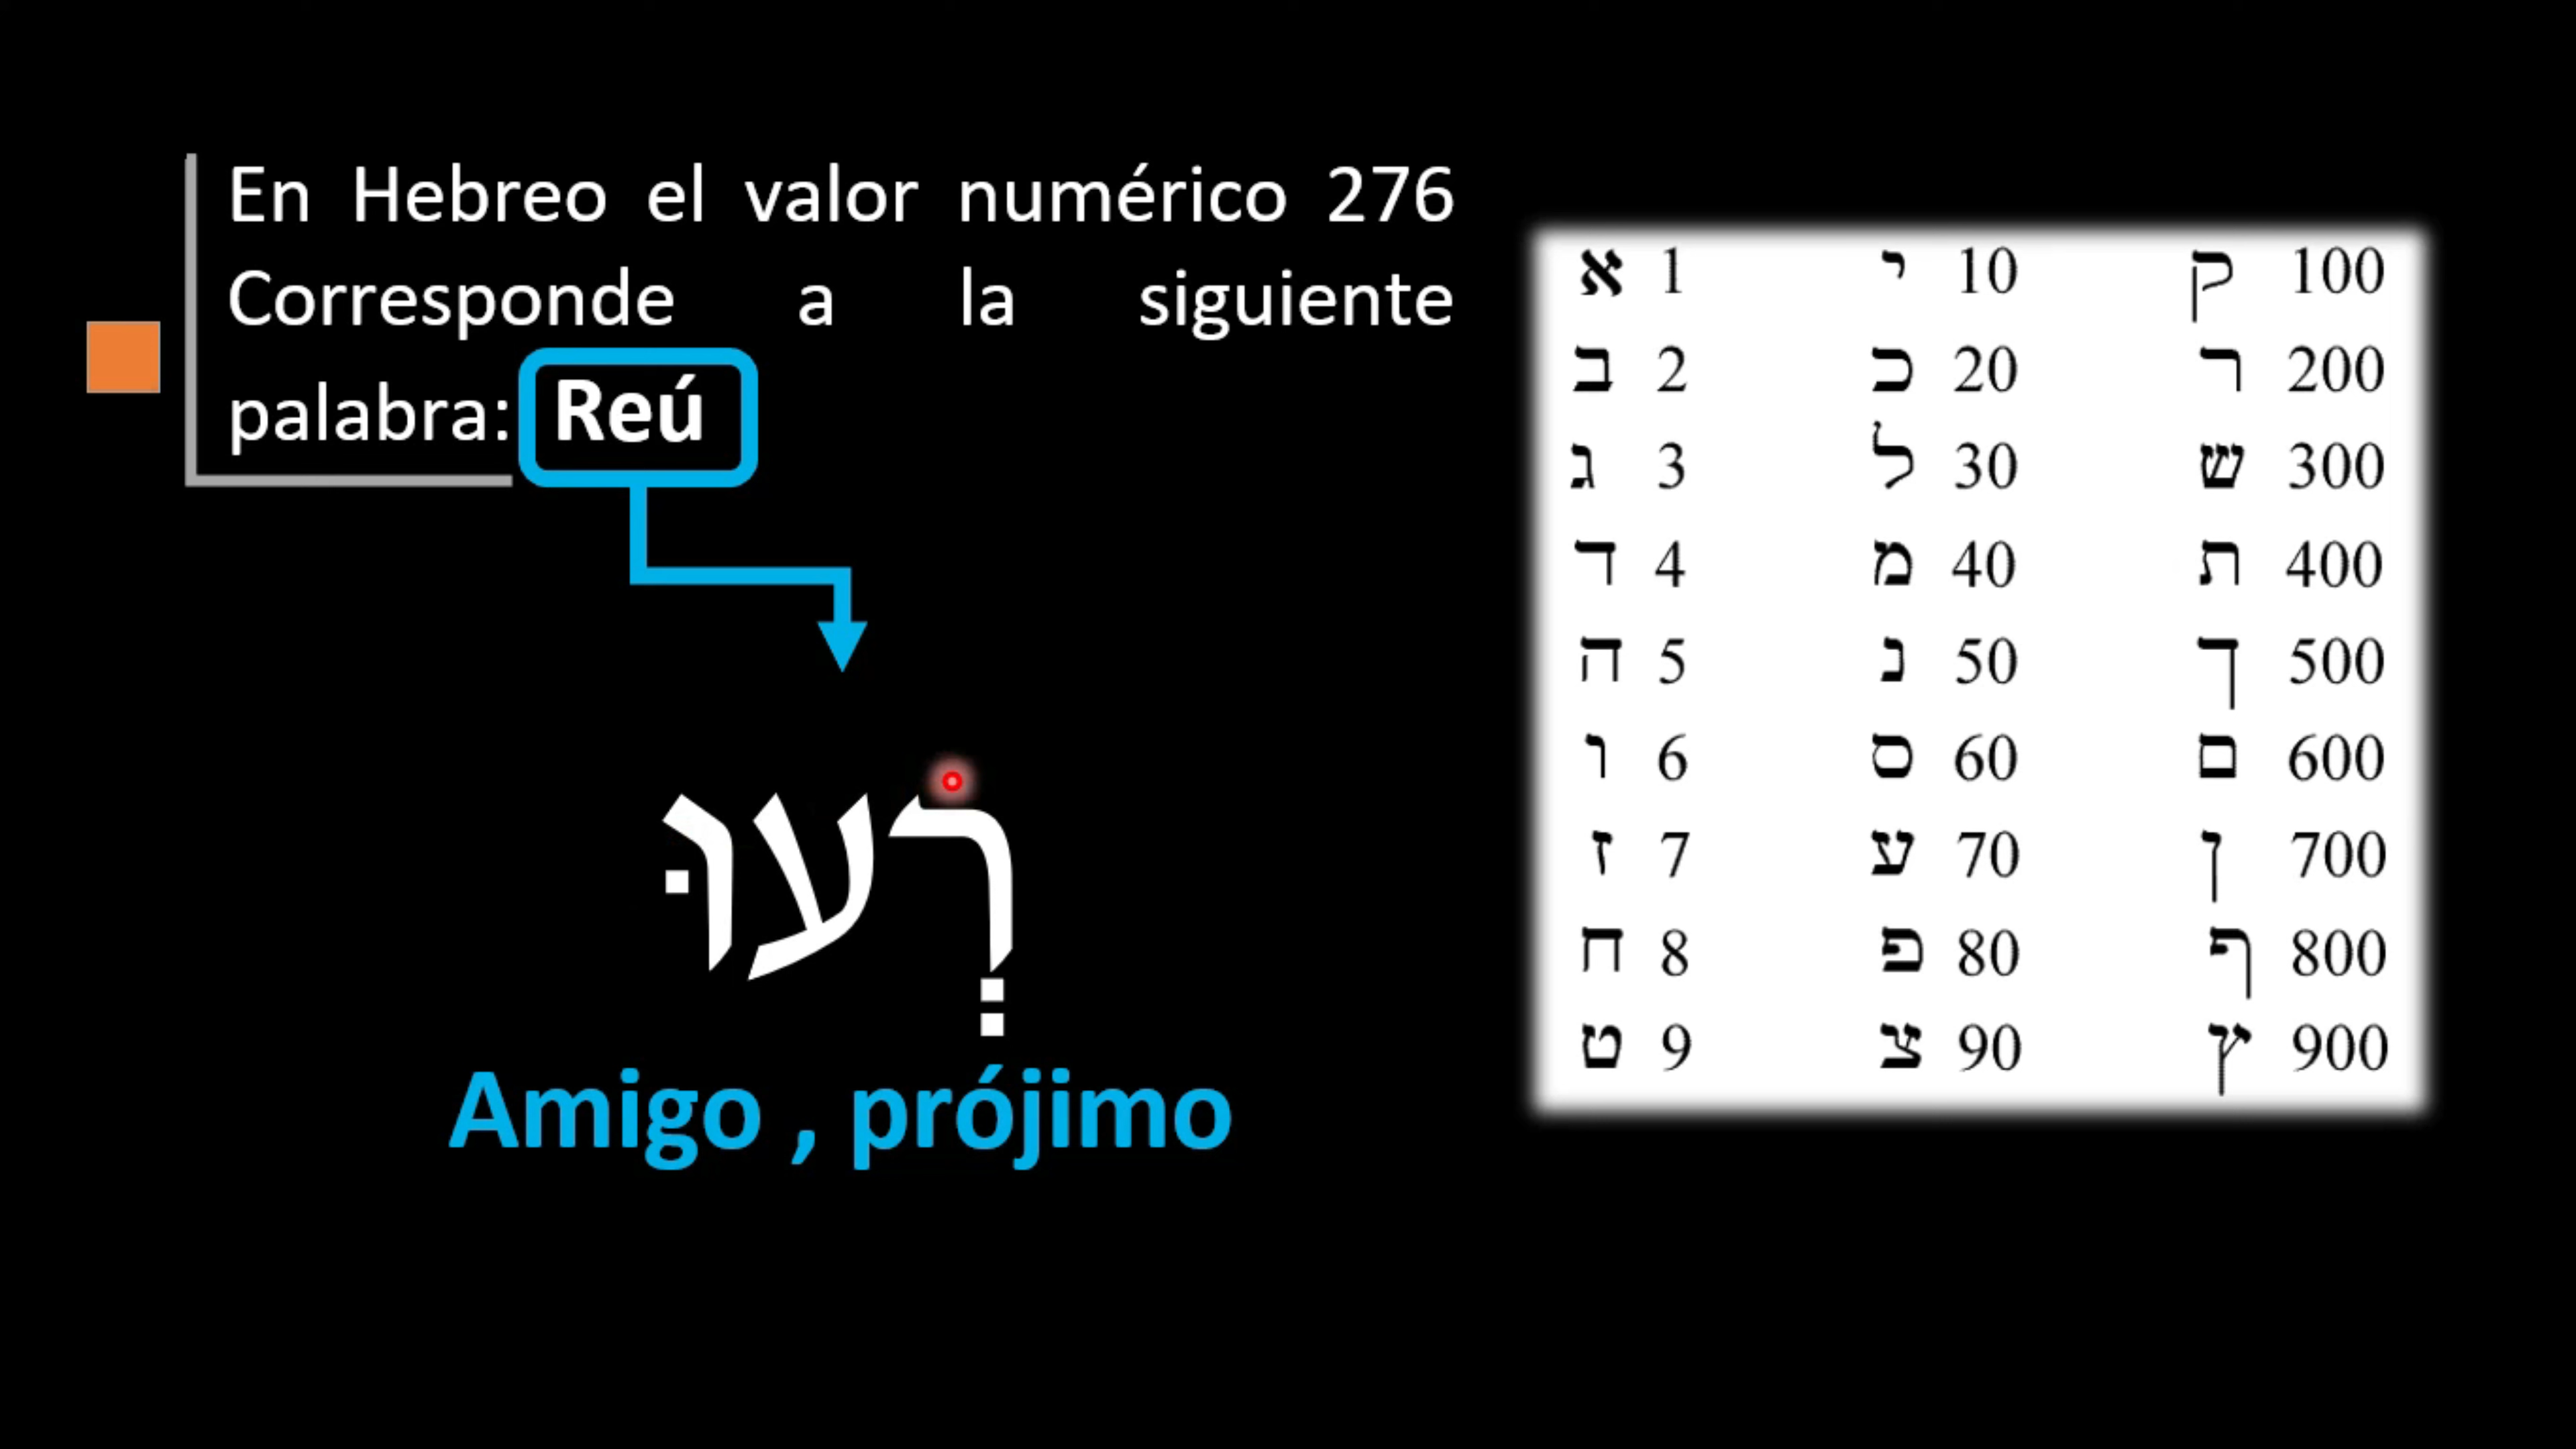 En Hebreo el valor numérico 276
Corresponde a la siguiente
palabra: Reú
רְעוּ
Amigo , prójimo
א 1 י 10 ק 100
ב 2 כ 20 ר 200
ג 3 ל 30 ש 300
ד 4 מ 40 ת 400
ה 5 נ 50 ך 500
ו 6 ס 60 ם 600
ז 7 ע 70 ן 700
ח 8 פ 80 ף 800
ט 9 צ 90 ץ 900